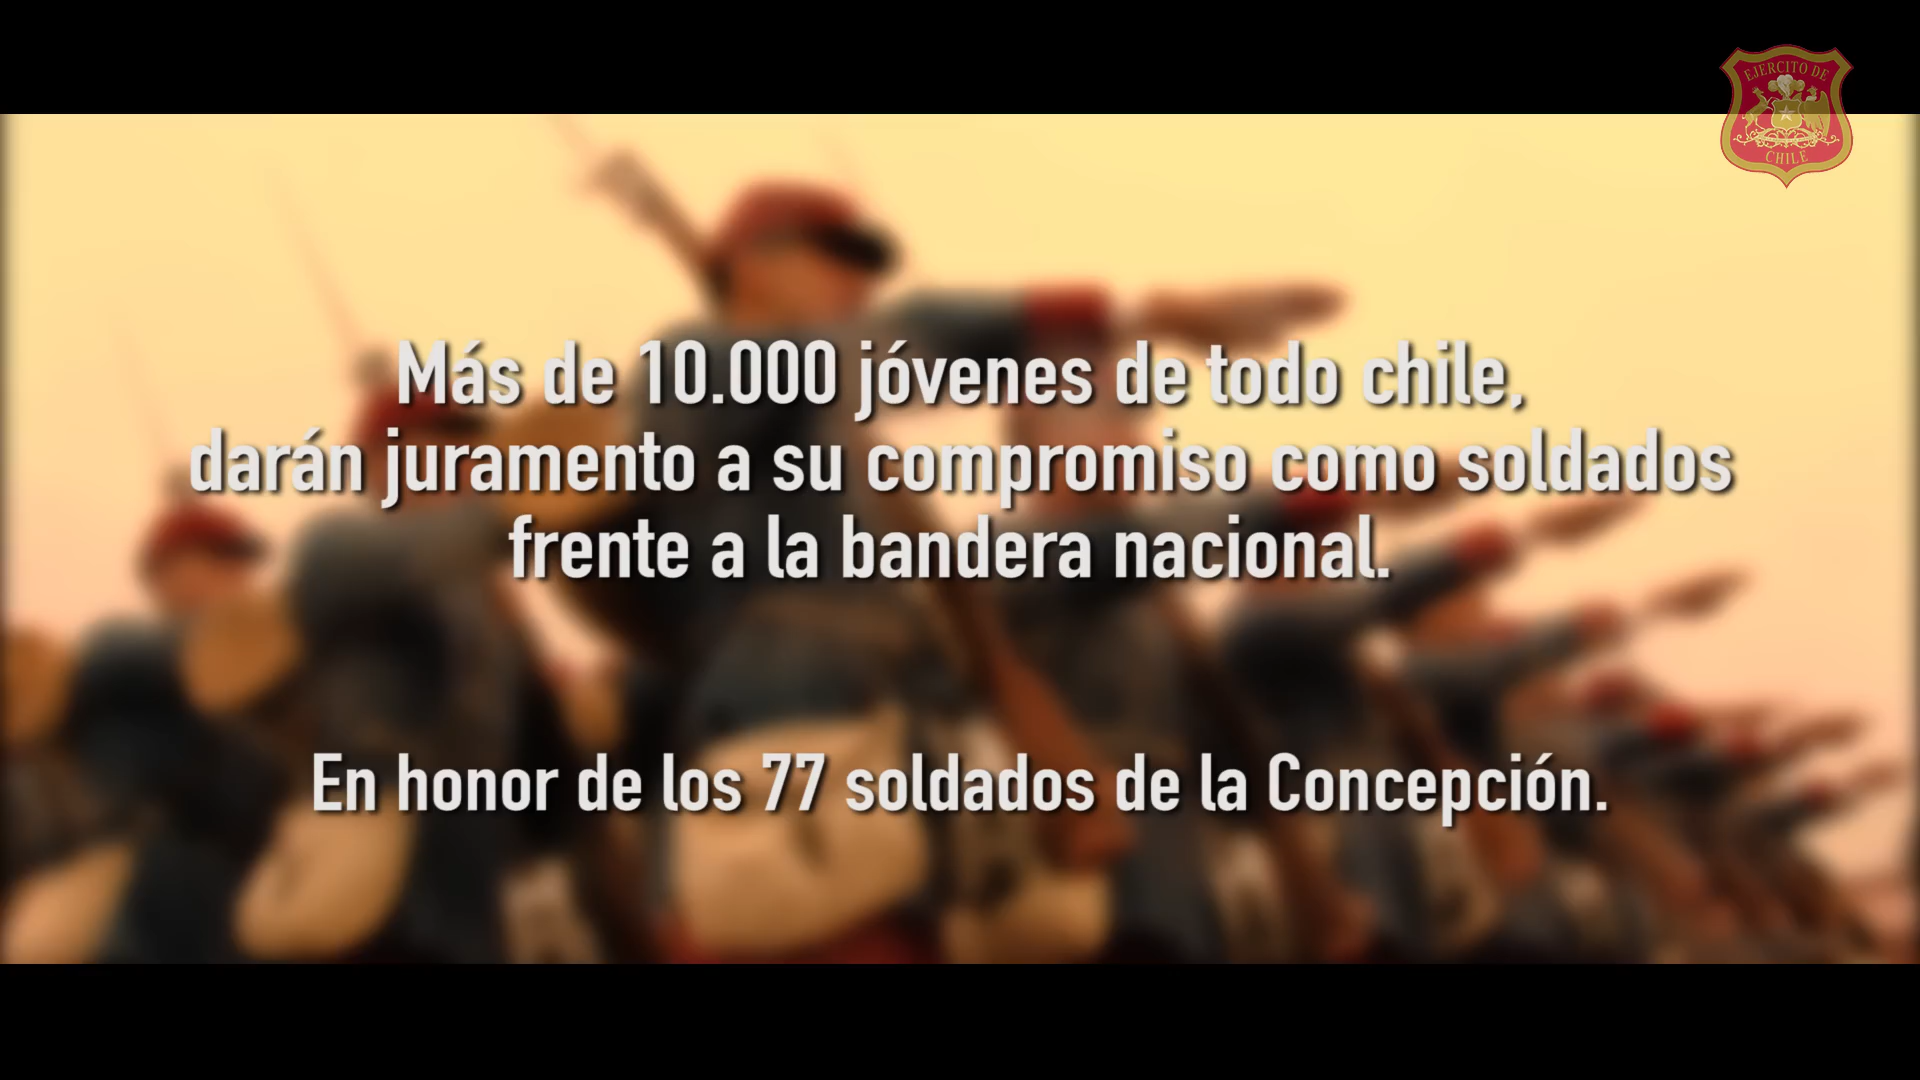 EJERCITO DE
CHILE
Más de 10.000 jóvenes de todo chile,
darán juramento a su compromiso como soldados
frente a la bandera nacional.
En honor de los 77 soldados de la Concepción.